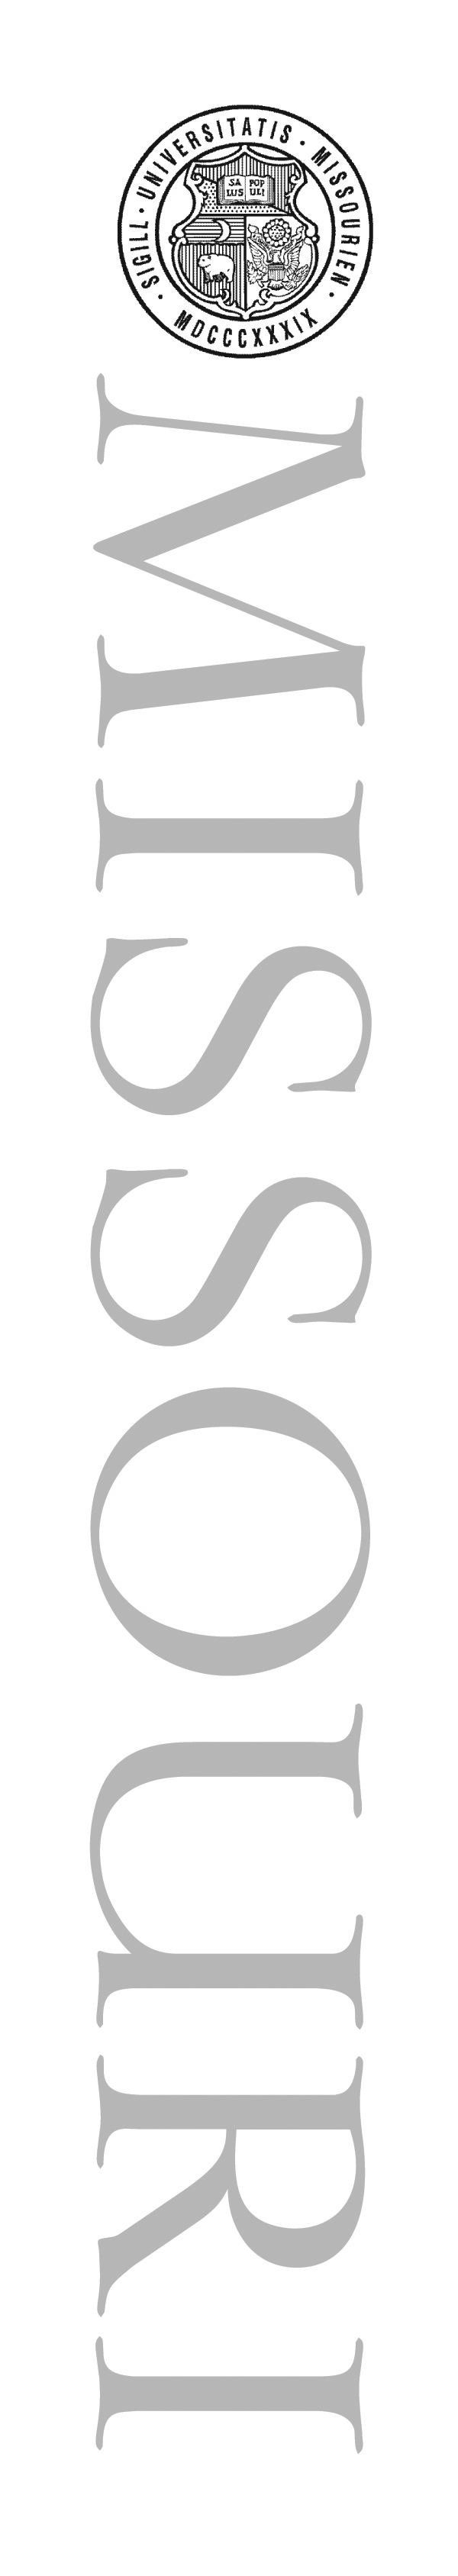 SIGILL · UNIVERSITATIS · MISSOURIEN ·
MDCCCXXXIX
SA POP
LUS ULI
MISSOURI